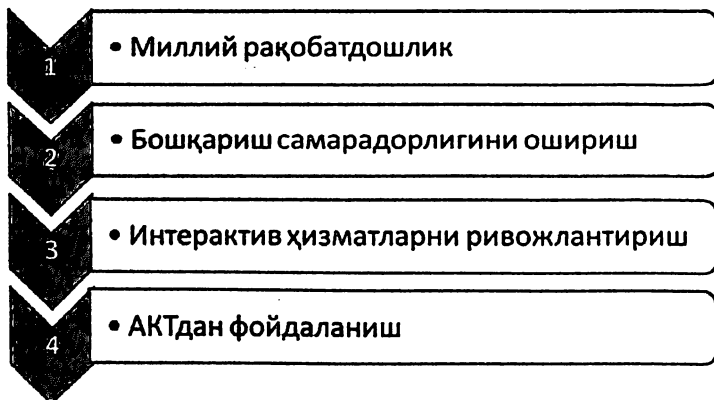 1 • Миллий рақобатдошлик
2 • Бошқариш самарадорлигини ошириш
3 • Интерактив ҳизматларни ривожлантириш
4 • АКТдан фойдаланиш